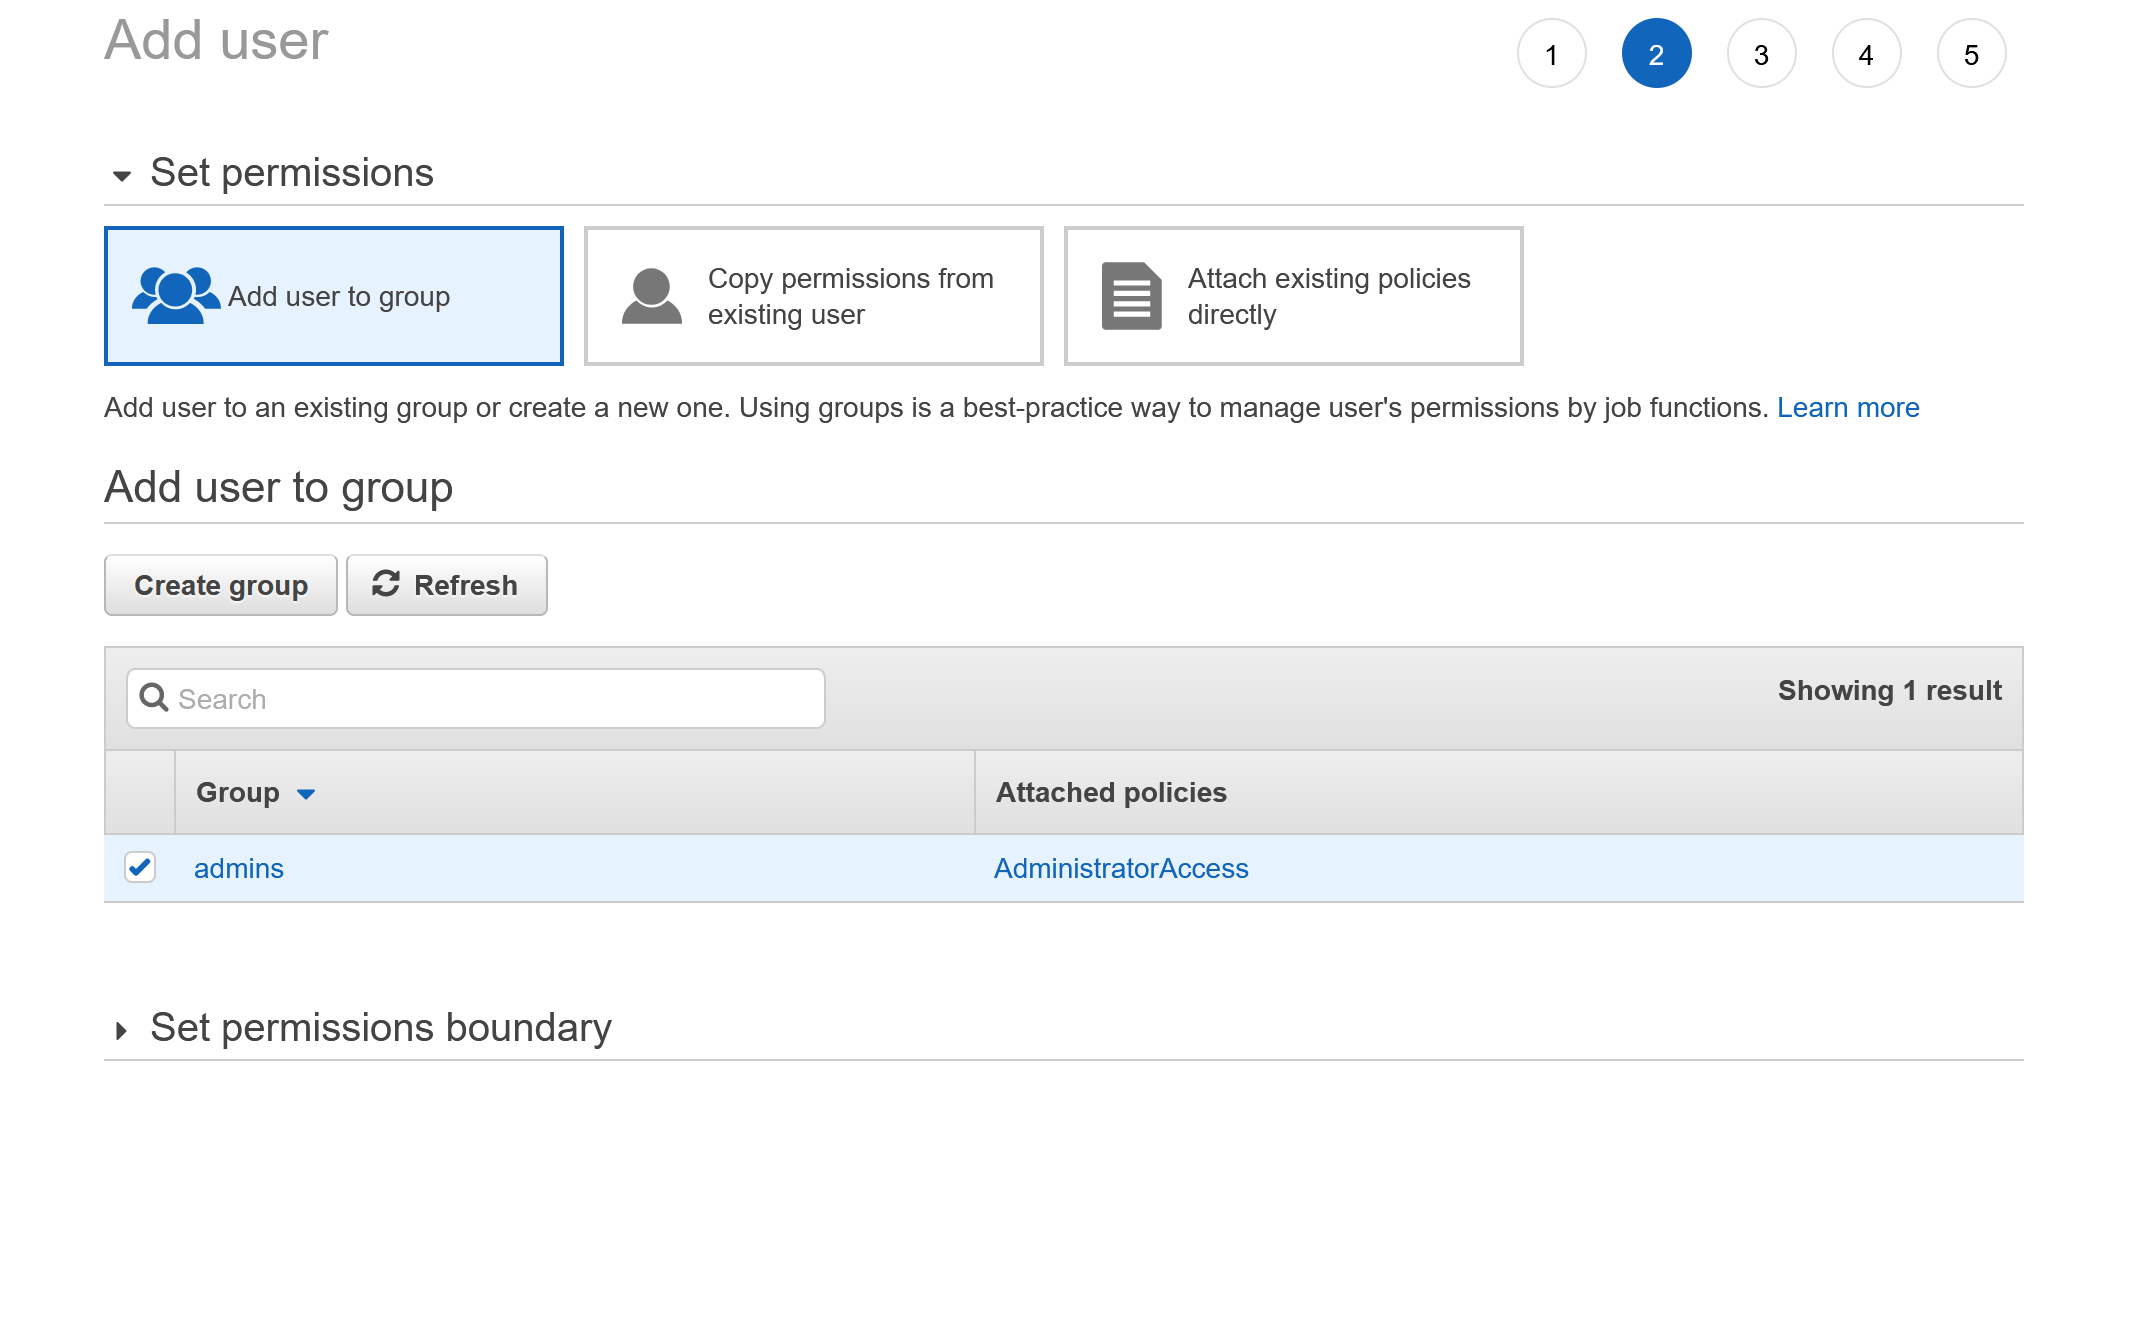 Add user
1 2 3 4 5
Set permissions
Add user to group
Copy permissions from
existing user
Attach existing policies
directly
Add user to an existing group or create a new one. Using groups is a best-practice way to manage user's permissions by job functions. Learn more
Add user to group
Create group Refresh
Search Showing 1 result
Group Attached policies
admins AdministratorAccess
Set permissions boundary